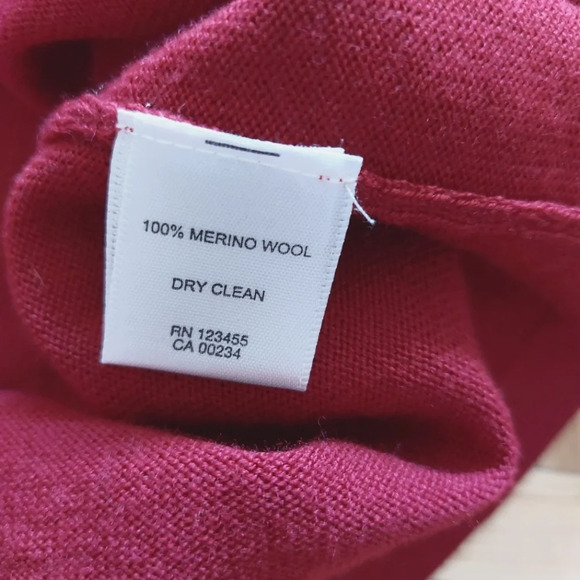 100% MERINO WOOL
DRY CLEAN
RN 123455
CA 00234